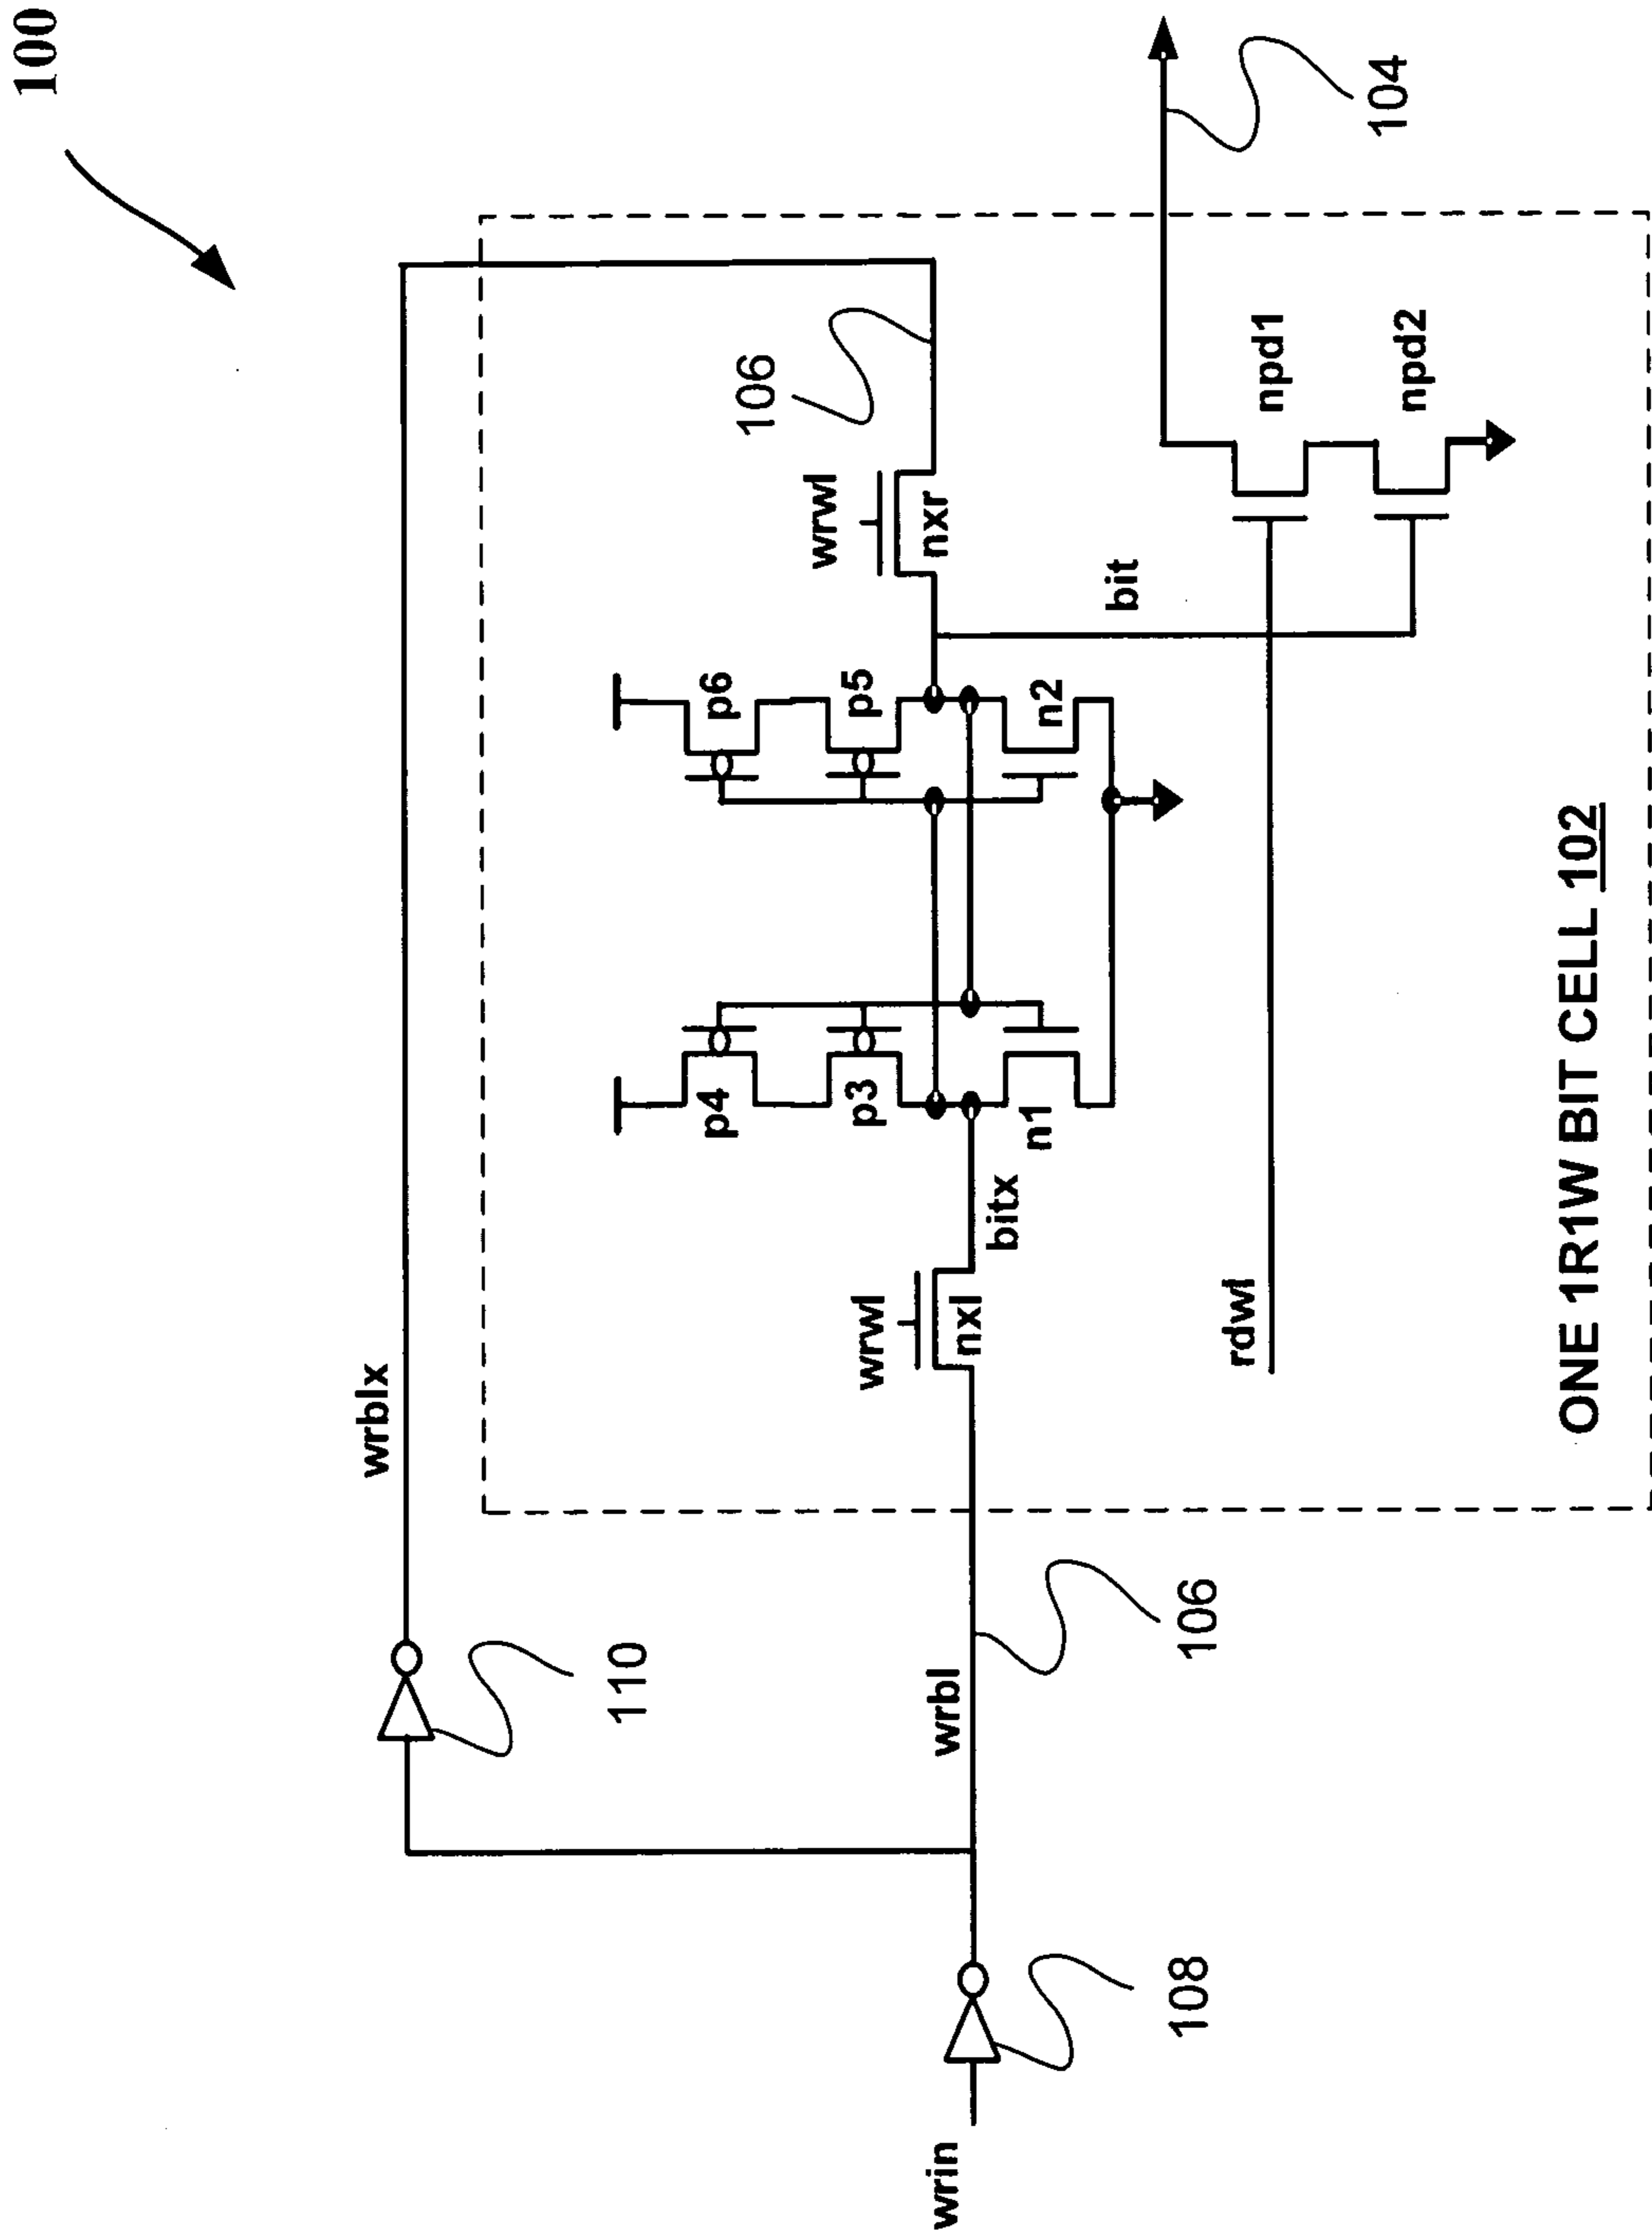 100
wrblx
110
106
wrwl
nxr
p4
p6
p3
p5
wrin
108
wrbl
106
wrwl
nxl
bitx
n1
n2
bit
104
rdwl
npd1
npd2
ONE 1R1W BIT CELL 102